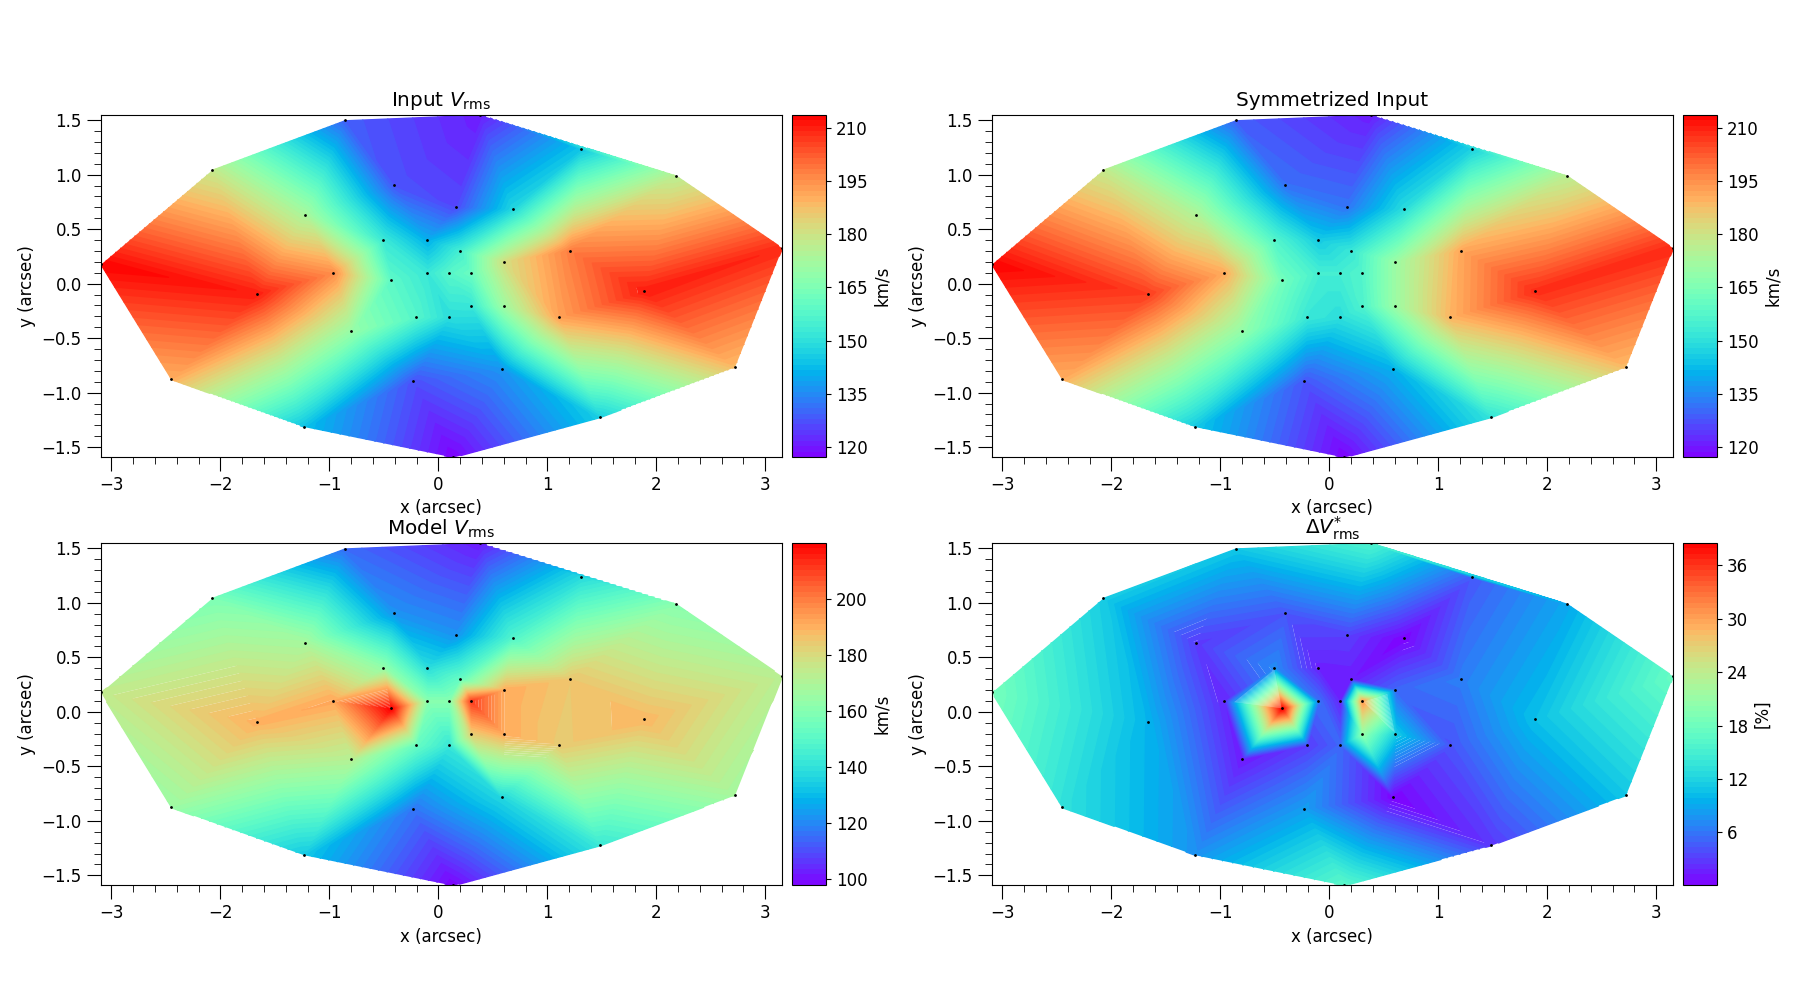 Input V_rms
1.5
1.0
0.5
0.0
−0.5
−1.0
−1.5
y (arcsec)
−3 −2 −1 0 1 2 3
x (arcsec)
210
195
180
165
150
135
120
km/s
Symmetrized Input
1.5
1.0
0.5
0.0
−0.5
−1.0
−1.5
y (arcsec)
−3 −2 −1 0 1 2 3
x (arcsec)
210
195
180
165
150
135
120
km/s
Model V_rms
1.5
1.0
0.5
0.0
−0.5
−1.0
−1.5
y (arcsec)
−3 −2 −1 0 1 2 3
x (arcsec)
200
180
160
140
120
100
km/s
ΔV*_rms
1.5
1.0
0.5
0.0
−0.5
−1.0
−1.5
y (arcsec)
−3 −2 −1 0 1 2 3
x (arcsec)
36
30
24
18
12
6
[%]